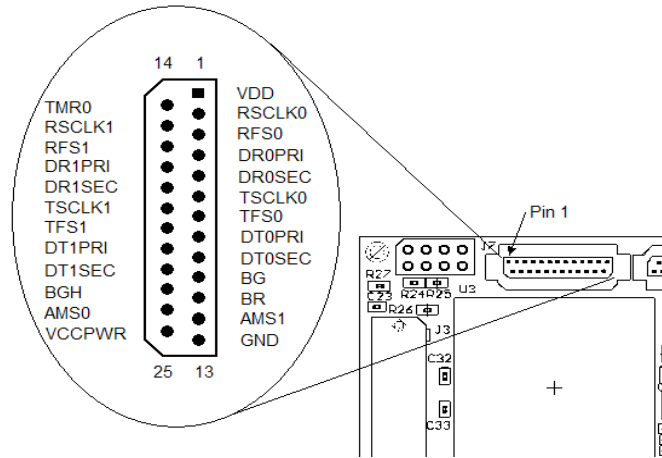 14 1
VDD
TMR0
RSCLK0
RSCLK1
RFS0
RFS1
DR0PRI
DR1PRI
DR0SEC
DR1SEC
TSCLK0
TSCLK1
TFS0
TFS1
DT0PRI
DT1PRI
DT0SEC
DT1SEC
BG
BGH
BR
AMS0
AMS1
VCCPWR
GND
25 13
Pin 1
R27
C23
R24R25
U3
R26
J3
C32
C33